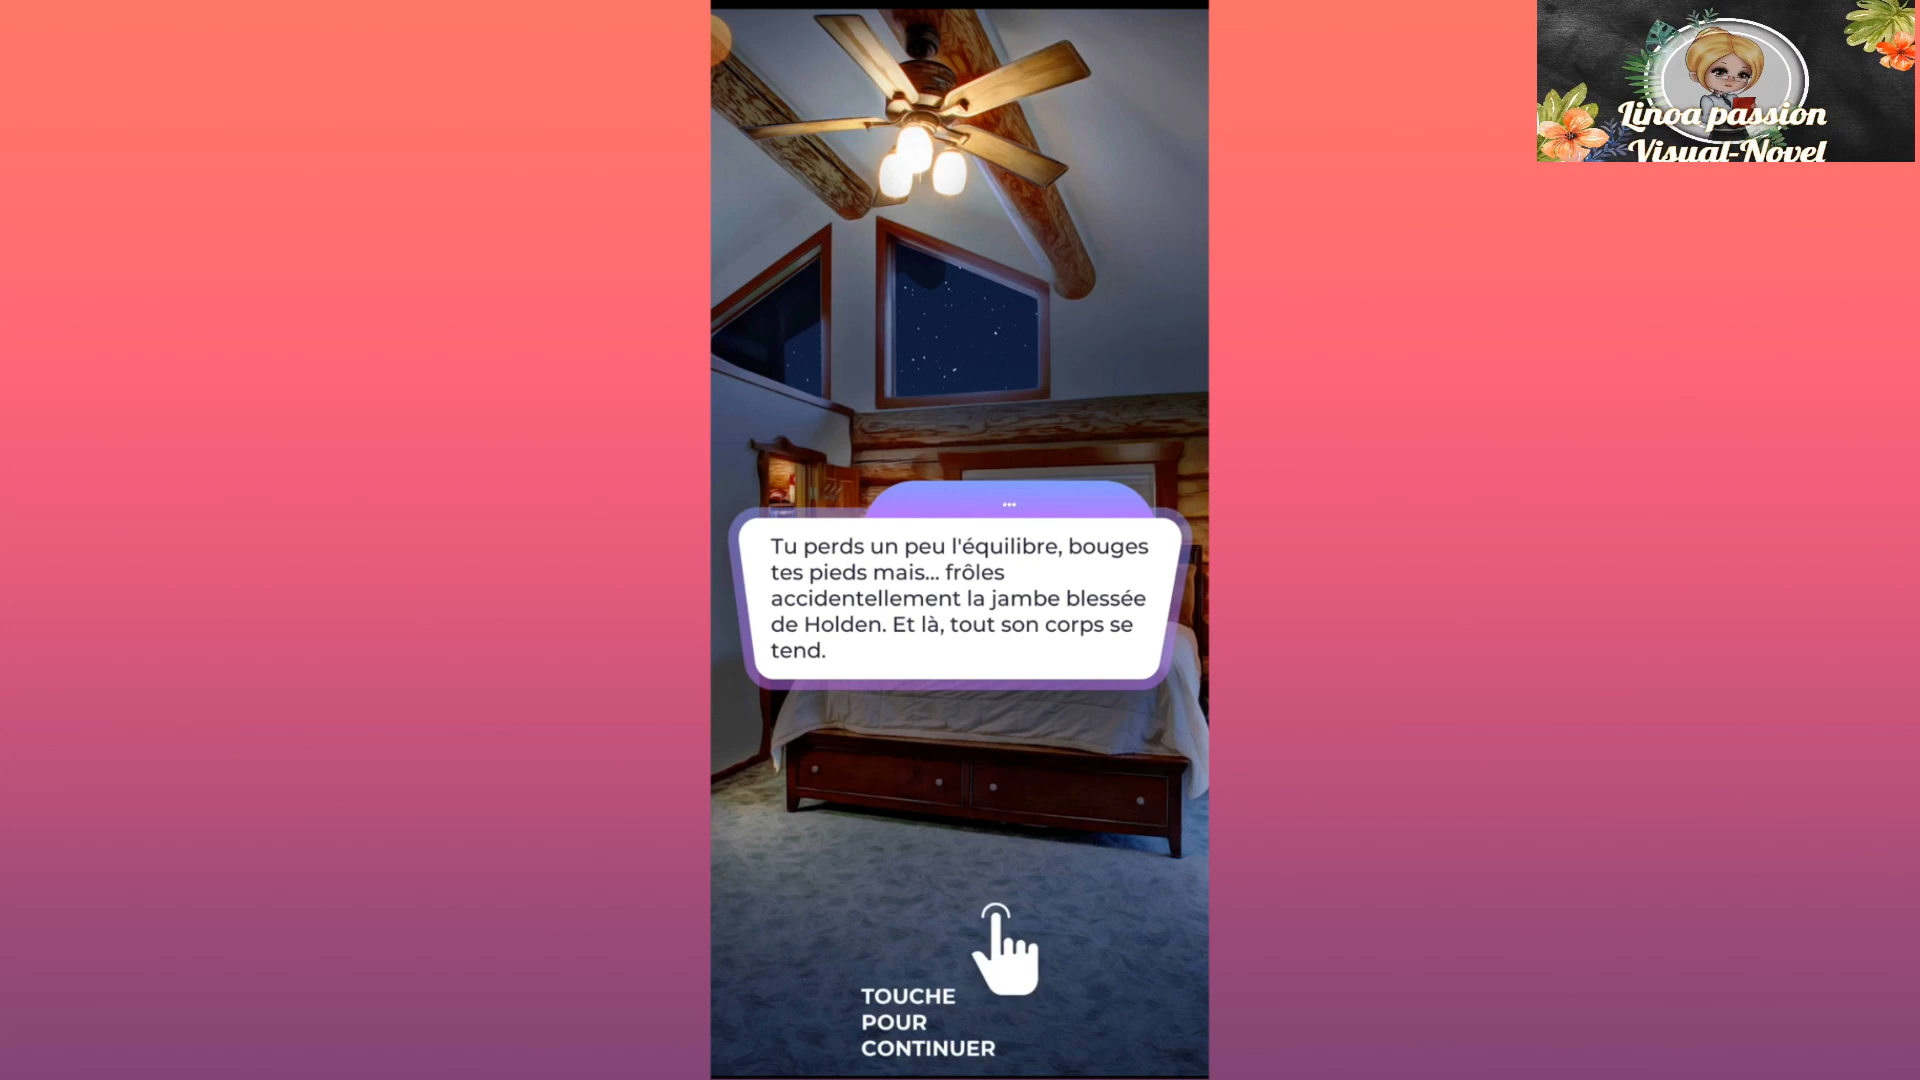 Linoa passion
Visual-Novel
...
Tu perds un peu l'équilibre, bouges
tes pieds mais... frôles
accidentellement la jambe blessée
de Holden. Et là, tout son corps se
tend.
TOUCHE
POUR
CONTINUER